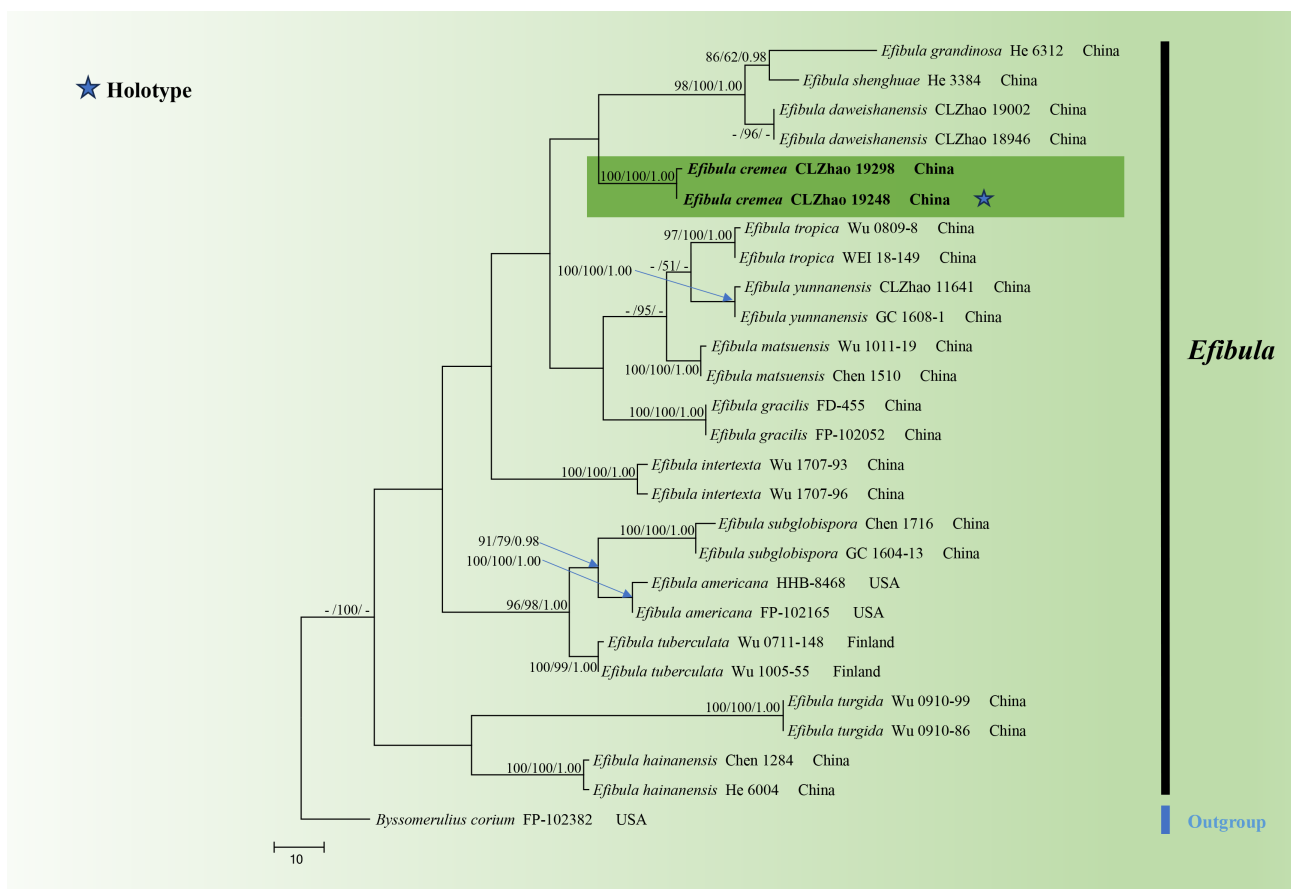 Holotype
86/62/0.98
Efibula grandinosa He 6312 China
Efibula shenghuae He 3384 China
98/100/1.00
Efibula daweishanensis CLZhao 19002 China
- /96/ -
Efibula daweishanensis CLZhao 18946 China
Efibula cremea CLZhao 19298 China
100/100/1.00
Efibula cremea CLZhao 19248 China
Efibula tropica Wu 0809-8 China
97/100/1.00
Efibula tropica WEI 18-149 China
- /51/ -
100/100/1.00
Efibula yunnanensis CLZhao 11641 China
- /95/ -
Efibula yunnanensis GC 1608-1 China
Efibula matsuensis Wu 1011-19 China
100/100/1.00
Efibula matsuensis Chen 1510 China
Efibula
Efibula gracilis FD-455 China
100/100/1.00
Efibula gracilis FP-102052 China
Efibula intertexta Wu 1707-93 China
100/100/1.00
Efibula intertexta Wu 1707-96 China
Efibula subglobispora Chen 1716 China
100/100/1.00
91/79/0.98
Efibula subglobispora GC 1604-13 China
100/100/1.00
Efibula americana HHB-8468 USA
96/98/1.00
- /100/ -
Efibula americana FP-102165 USA
Efibula tuberculata Wu 0711-148 Finland
100/99/1.00
Efibula tuberculata Wu 1005-55 Finland
Efibula turgida Wu 0910-99 China
100/100/1.00
Efibula turgida Wu 0910-86 China
Efibula hainanensis Chen 1284 China
100/100/1.00
Efibula hainanensis He 6004 China
Byssomerulius corium FP-102382 USA
Outgroup
10